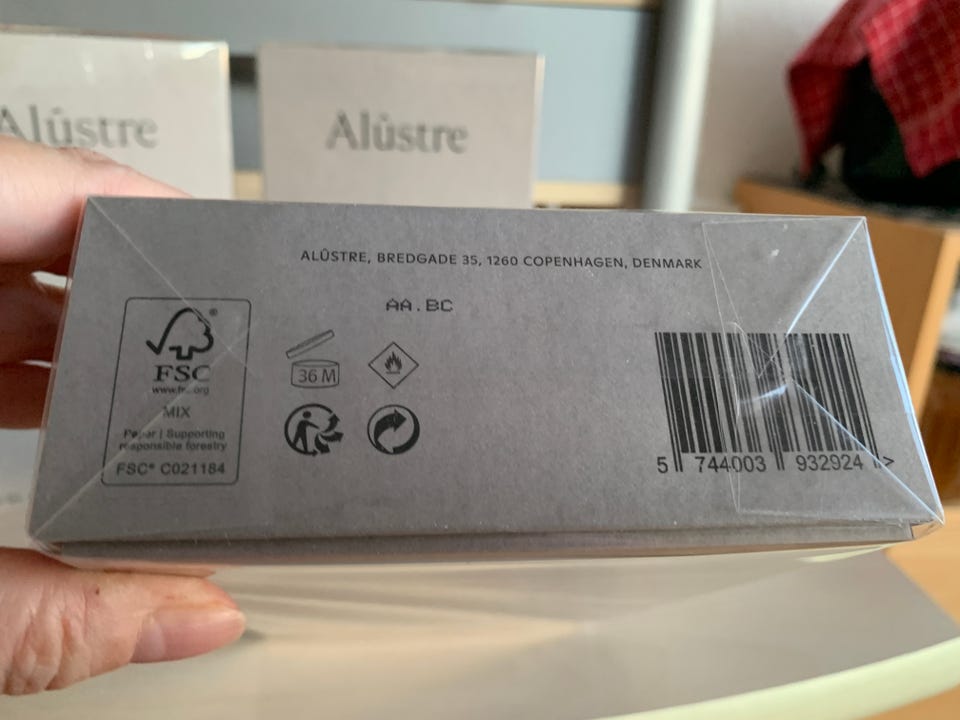 Alûstre
Alûstre
ALÛSTRE, BREDGADE 35, 1260 COPENHAGEN, DENMARK
AA.BC
®
FSC
www.fsc.org
MIX
Paper | Supporting
responsible forestry
FSC® C021184
36 M
5 744003 932924 >